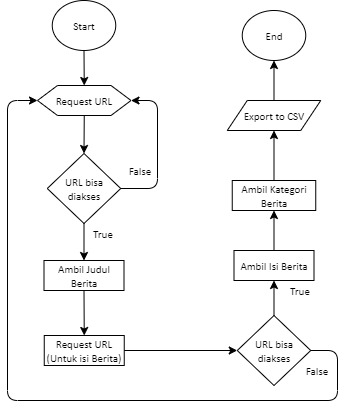 Start
Request URL
URL bisa
diakses
False
True
Ambil Judul
Berita
Request URL
(Untuk isi Berita)
URL bisa
diakses
False
True
Ambil Isi Berita
Ambil Kategori
Berita
Export to CSV
End